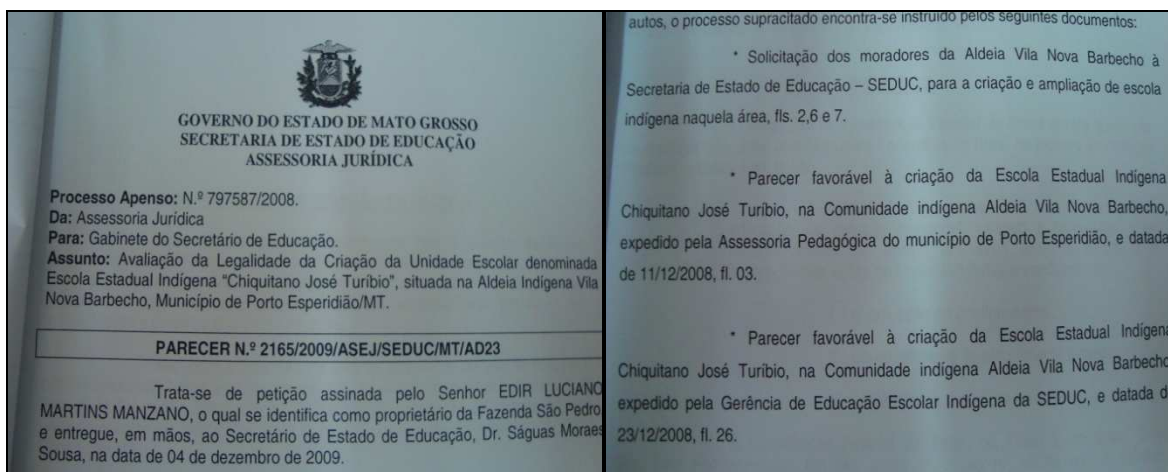 GOVERNO DO ESTADO DE MATO GROSSO
SECRETARIA DE ESTADO DE EDUCAÇÃO
ASSESSORIA JURÍDICA
Processo Apenso: N.º 797587/2008.
Da: Assessoria Jurídica
Para: Gabinete do Secretário de Educação.
Assunto: Avaliação da Legalidade da Criação da Unidade Escolar denominada
Escola Estadual Indígena "Chiquitano José Turíbio", situada na Aldeia Indígena Vila
Nova Barbecho, Município de Porto Esperidião/MT.
PARECER N.º 2165/2009/ASEJ/SEDUC/MT/AD23
Trata-se de petição assinada pelo Senhor EDIR LUCIANO
MARTINS MANZANO, o qual se identifica como proprietário da Fazenda São Pedro
e entregue, em mãos, ao Secretário de Estado de Educação, Dr. Ságuas Moraes
Sousa, na data de 04 de dezembro de 2009.
autos, o processo supracitado encontra-se instruído pelos seguintes documentos:
* Solicitação dos moradores da Aldeia Vila Nova Barbecho à
Secretaria de Estado de Educação – SEDUC, para a criação e ampliação de escola
indígena naquela área, fls. 2,6 e 7.
* Parecer favorável à criação da Escola Estadual Indígena
Chiquitano José Turíbio, na Comunidade indígena Aldeia Vila Nova Barbecho,
expedido pela Assessoria Pedagógica do município de Porto Esperidião, e datada
de 11/12/2008, fl. 03.
* Parecer favorável à criação da Escola Estadual Indígena
Chiquitano José Turíbio, na Comunidade indígena Aldeia Vila Nova Barbecho
expedido pela Gerência de Educação Escolar Indígena da SEDUC, e datada d
23/12/2008, fl. 26.